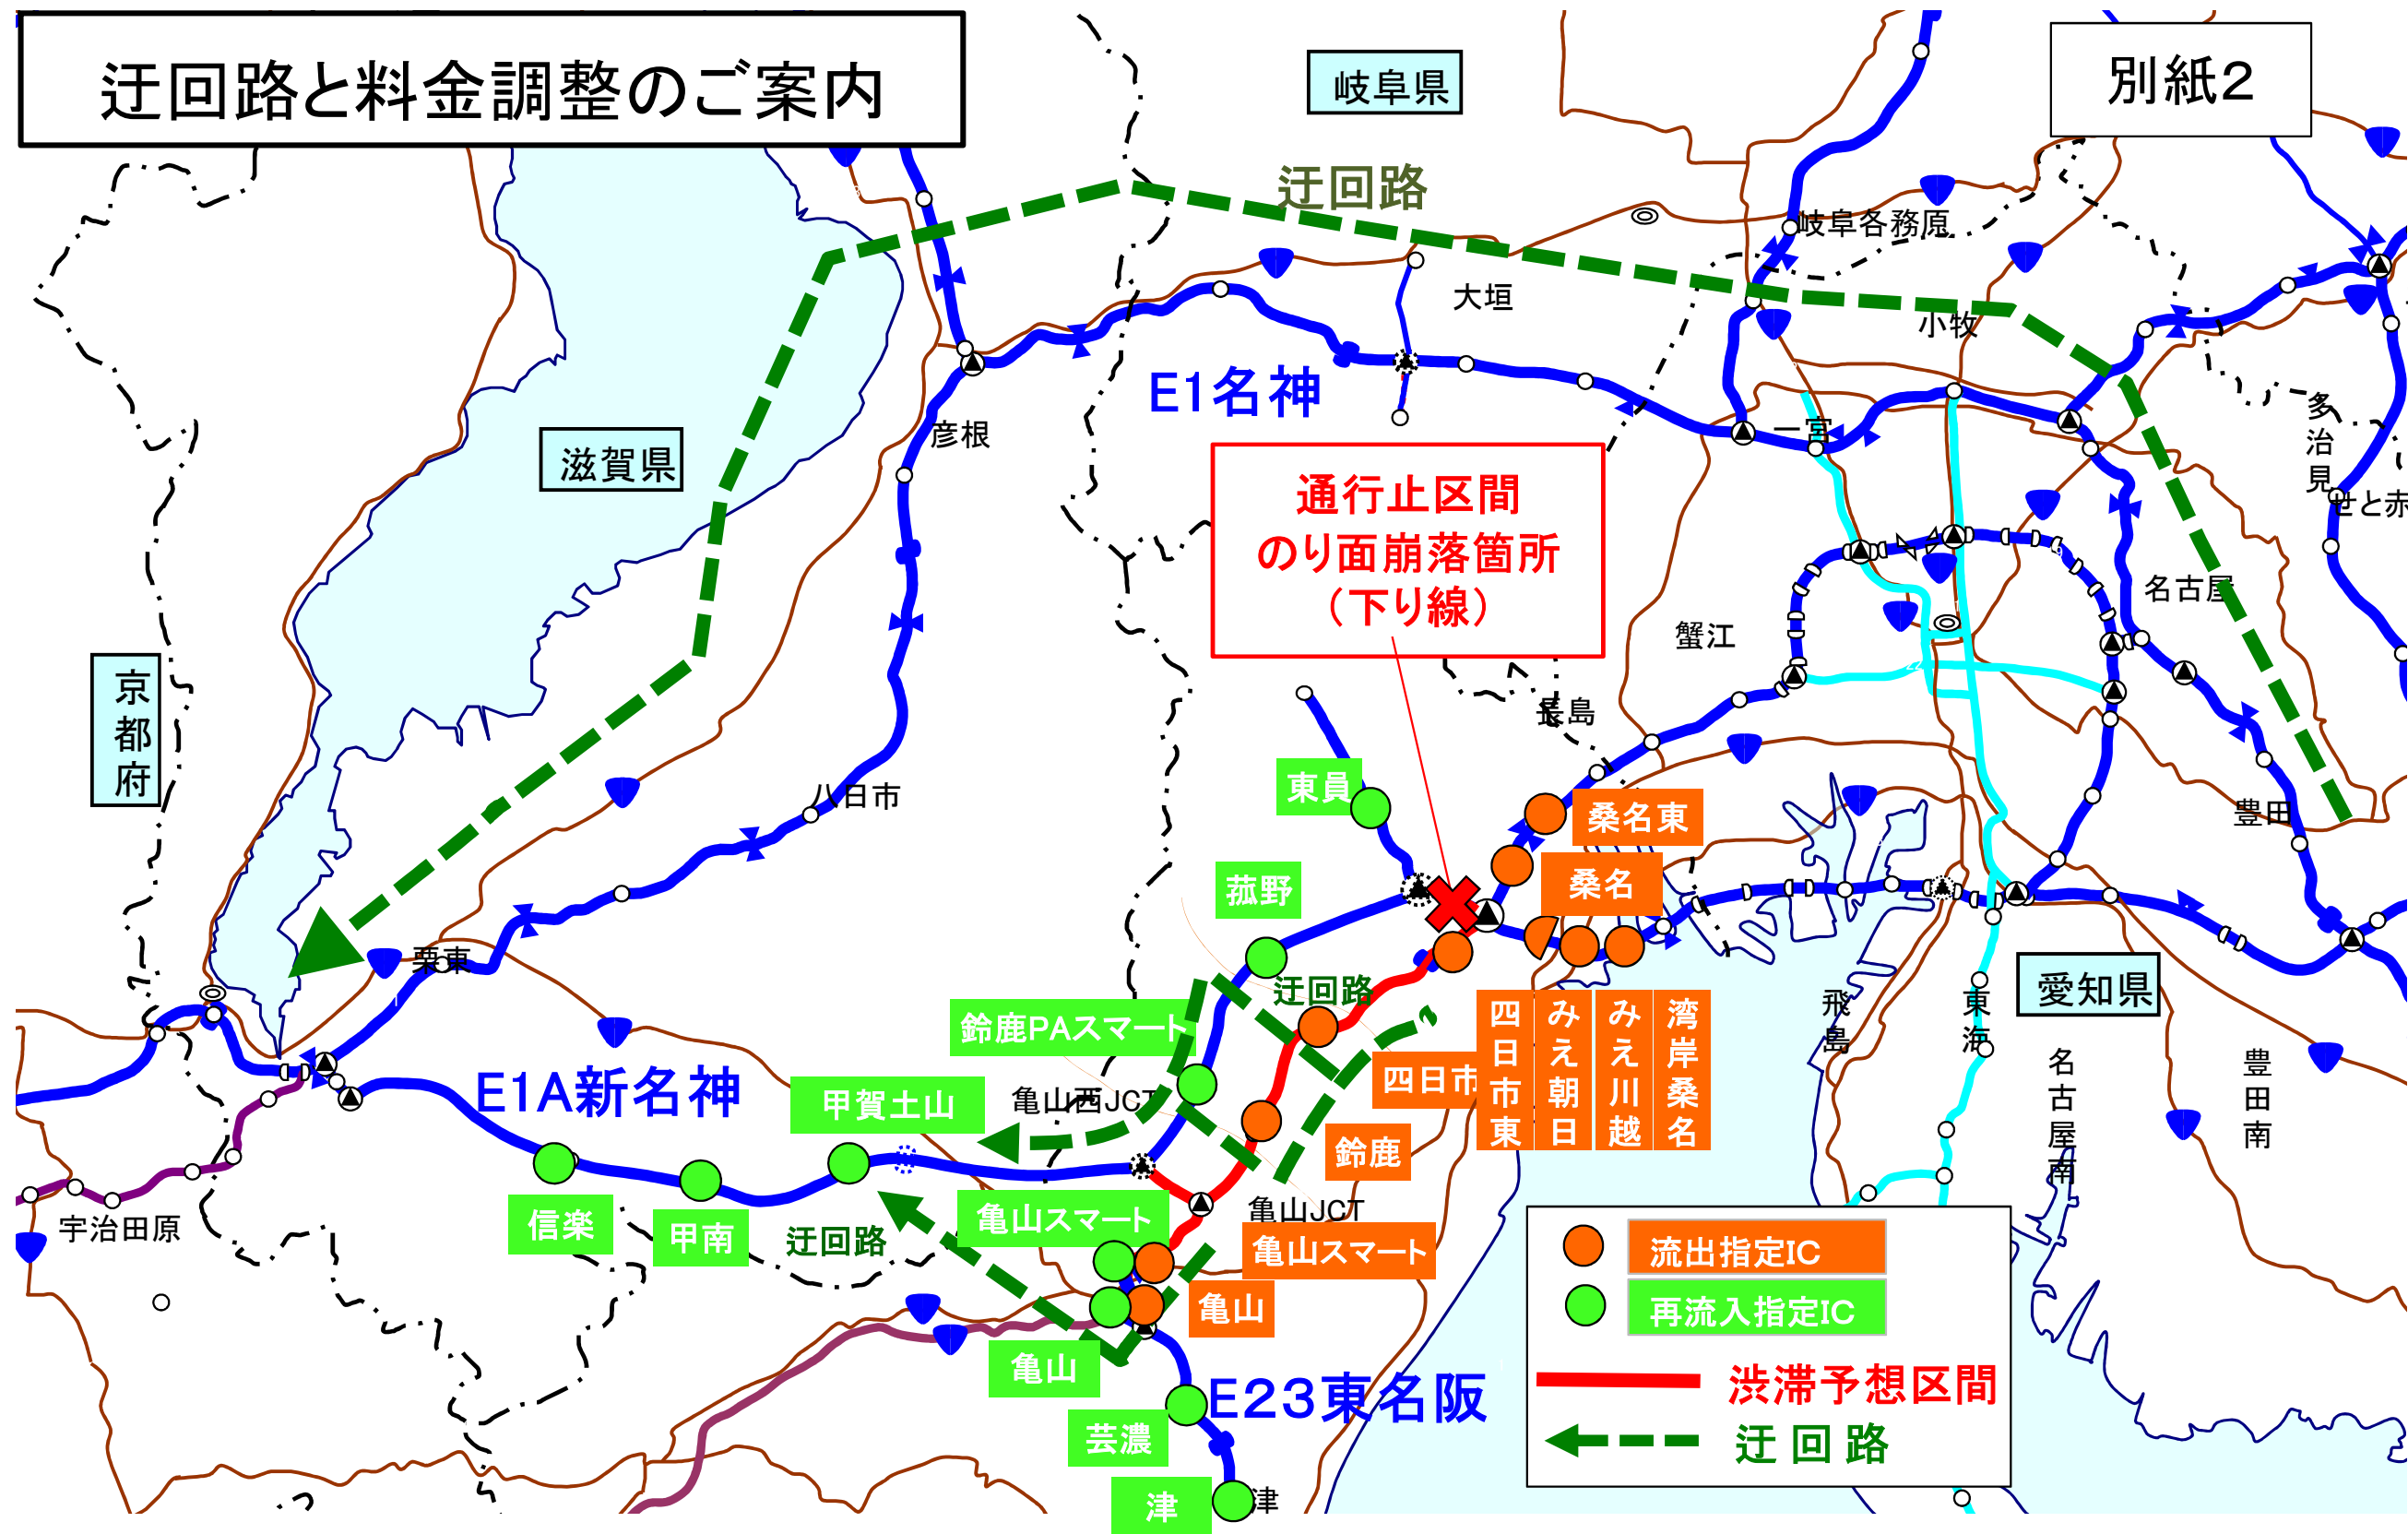 迂回路と料金調整のご案内
岐阜県
別紙2
迂回路
岐阜各務原
大垣
小牧
E1名神
一宮
多治見
彦根
滋賀県
せと赤
通行止区間
のり面崩落箇所
（下り線）
名古屋
蟹江
京都府
長島
東員
八日市
桑名東
豊田
桑名
菰野
栗東
迂回路
愛知県
鈴鹿PAスマート
四日市東
みえ朝日
みえ川越
湾岸桑名
飛島
東海
四日市
E1A新名神
甲賀土山
亀山西JCT
名古屋南
豊田南
鈴鹿
宇治田原
信楽
甲南
迂回路
亀山スマート
亀山JCT
亀山スマート
流出指定IC
亀山
再流入指定IC
亀山
渋滞予想区間
E23東名阪
芸濃
迂回路
津
津